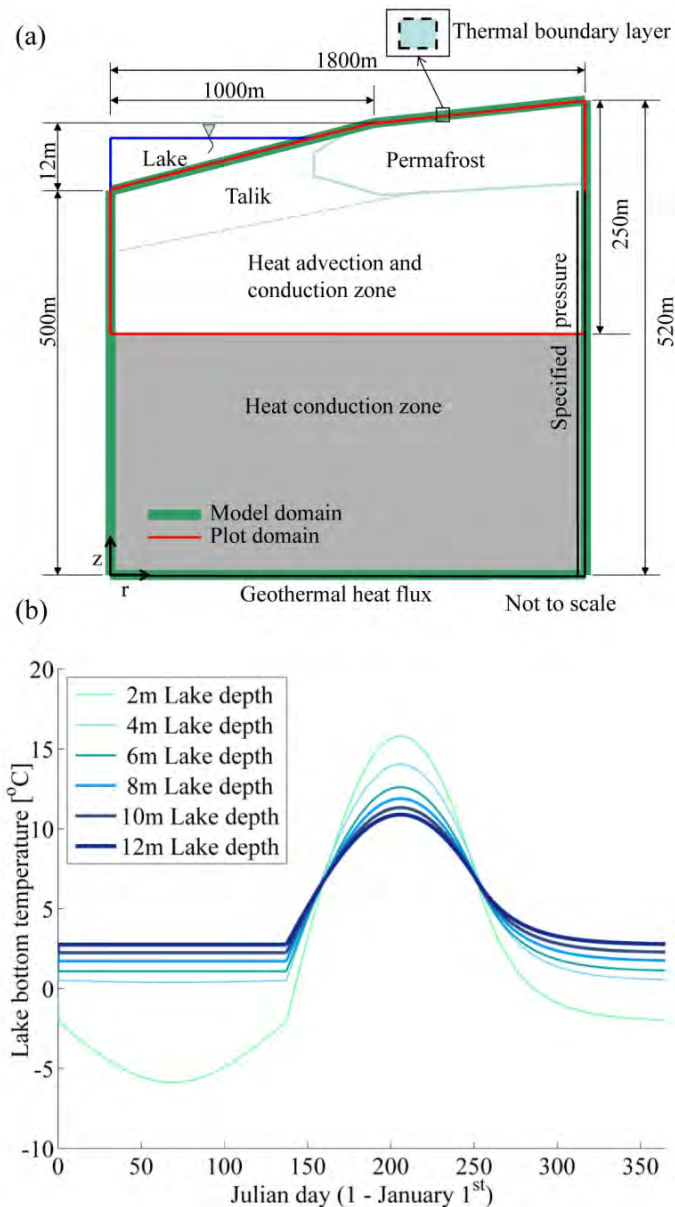 (a)
Thermal boundary layer
1800m
1000m
12m
Lake
Permafrost
Talik
250m
Heat advection and
conduction zone
500m
Specified pressure
520m
Heat conduction zone
Model domain
Plot domain
z
r
Geothermal heat flux
Not to scale
(b)
20
15
10
5
0
-5
-10
Lake bottom temperature [°C]
2m Lake depth
4m Lake depth
6m Lake depth
8m Lake depth
10m Lake depth
12m Lake depth
0 50 100 150 200 250 300 350
Julian day (1 - January 1st)